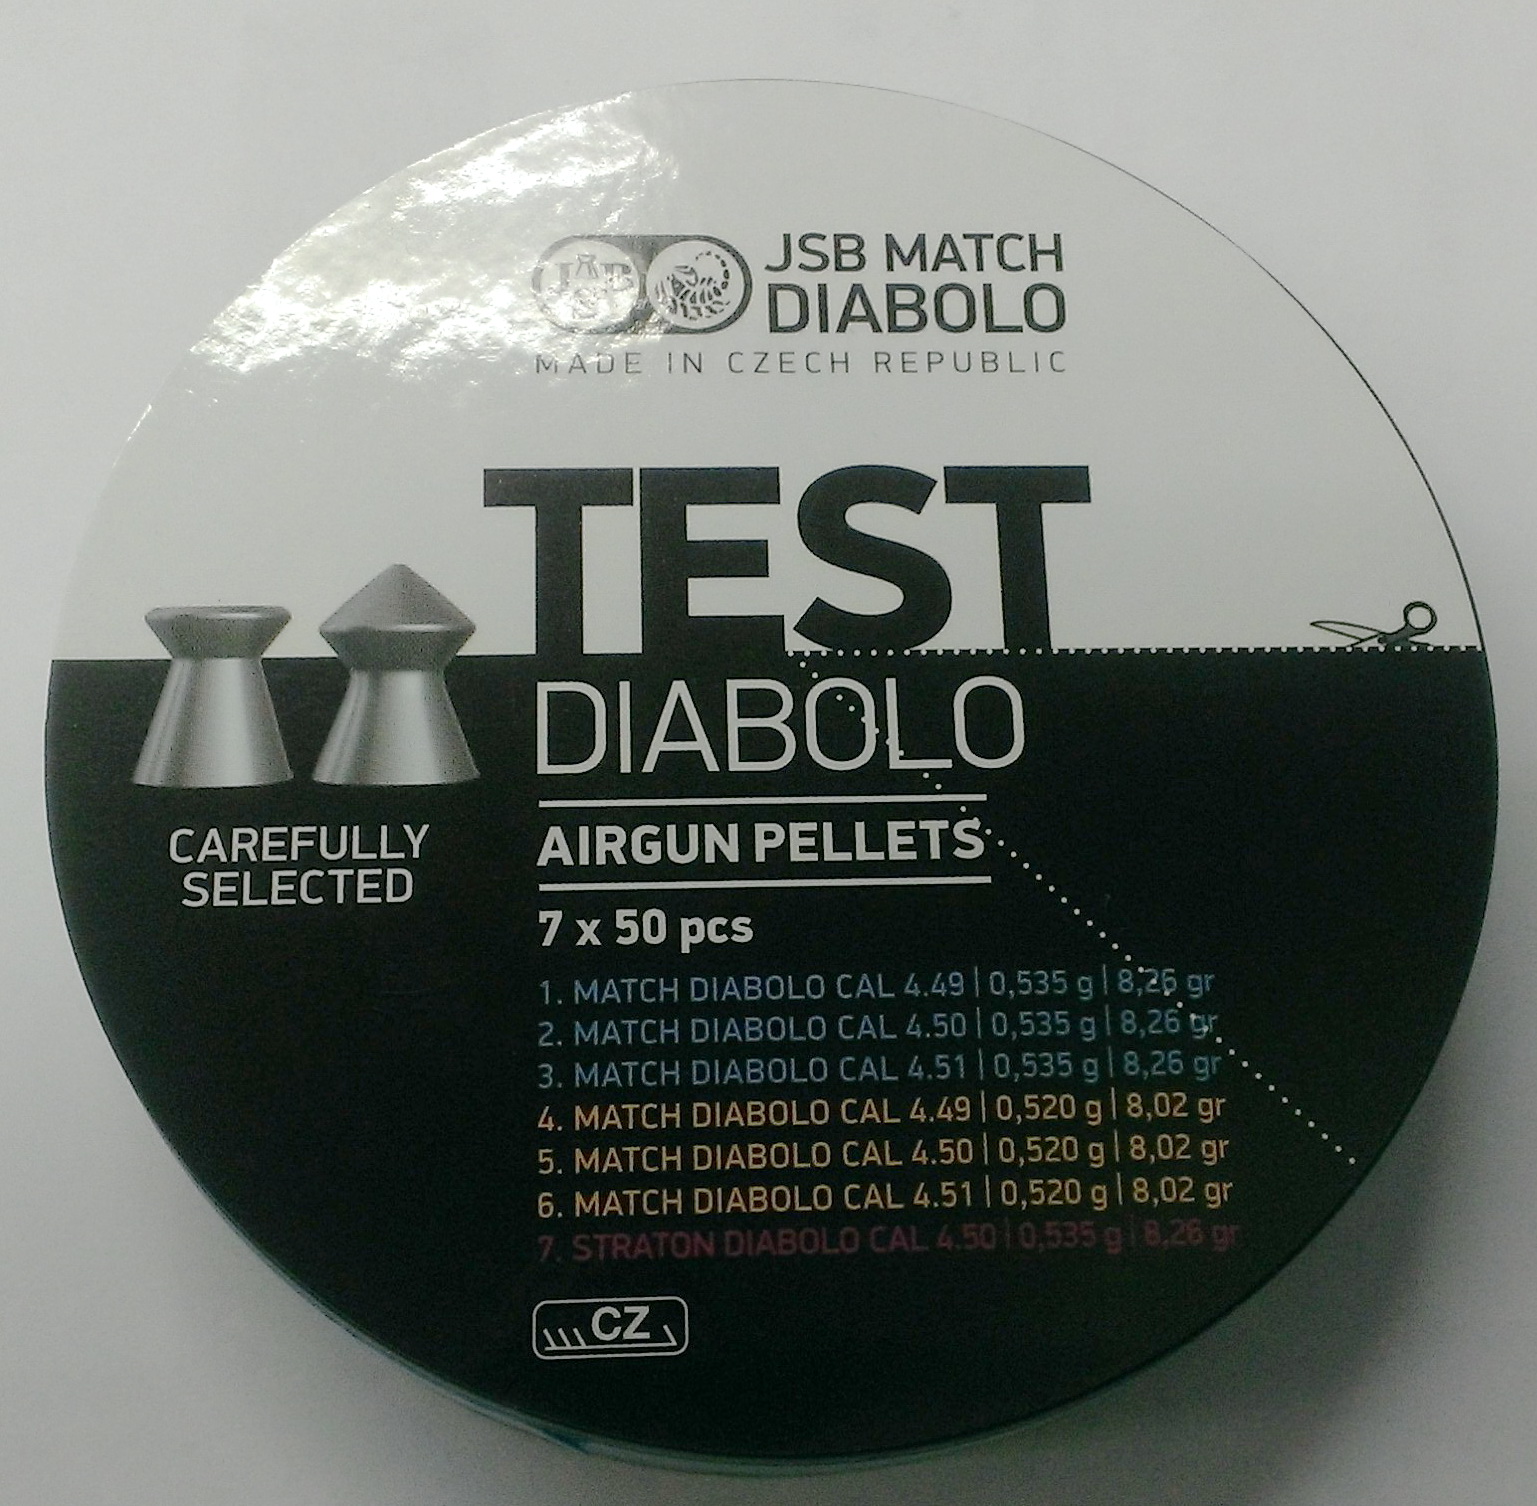 JSB MATCH
DIABOLO
MADE IN CZECH REPUBLIC
TEST
DIABOLO
AIRGUN PELLETS
CAREFULLY
SELECTED
7 x 50 pcs
1. MATCH DIABOLO CAL 4.49 | 0,535 g | 8,26 gr
2. MATCH DIABOLO CAL 4.50 | 0,535 g | 8,26 gr
3. MATCH DIABOLO CAL 4.51 | 0,535 g | 8,26 gr
4. MATCH DIABOLO CAL 4.49 | 0,520 g | 8,02 gr
5. MATCH DIABOLO CAL 4.50 | 0,520 g | 8,02 gr
6. MATCH DIABOLO CAL 4.51 | 0,520 g | 8,02 gr
7. STRATON DIABOLO CAL 4.50 | 0,535 g | 8,26 gr
CZ